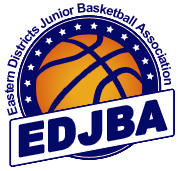 Eastern Districts Junior Basketball Association
EDJBA